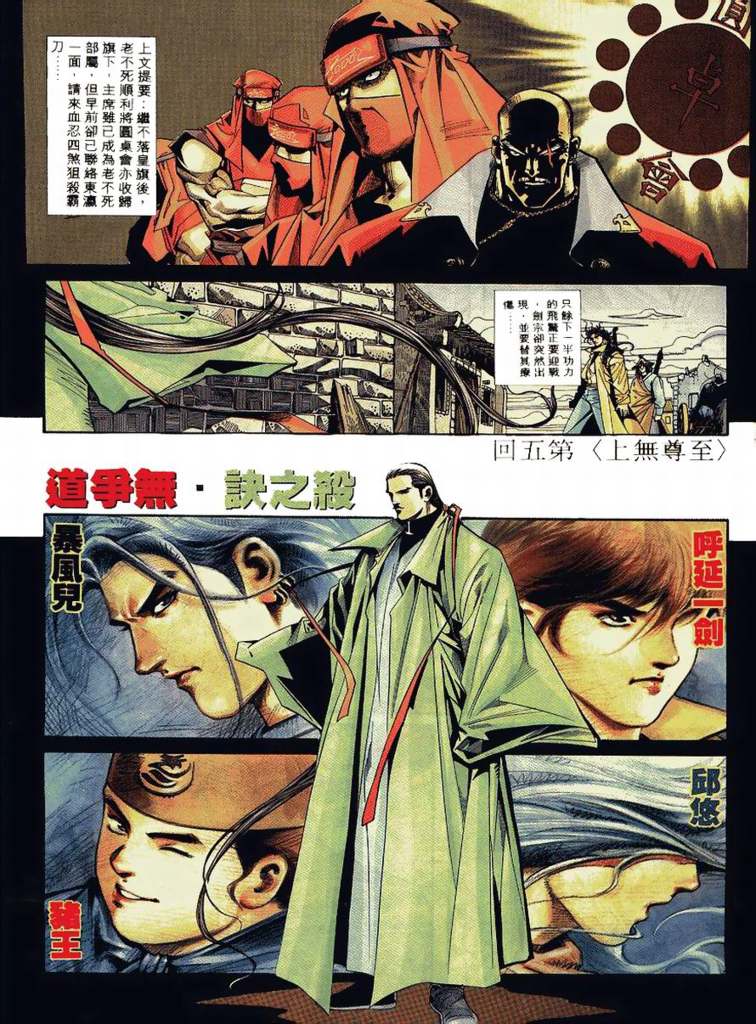 圓
卓
會
上文提要：繼不落皇旗後，
老不死順利將圓桌會亦收歸
旗下，主席雖已成為老不死
部屬，但早前卻已聯絡東瀛
一面，請來血忍四煞狙殺霸
刀……
只餘下一半功力
的飛鷲正要迎戰
，劍宗卻突然出
現，並要替其療
傷……
回五第〈上無尊至〉
道爭無·訣之殺
暴風兒
呼延一劍
豬王
邱悠